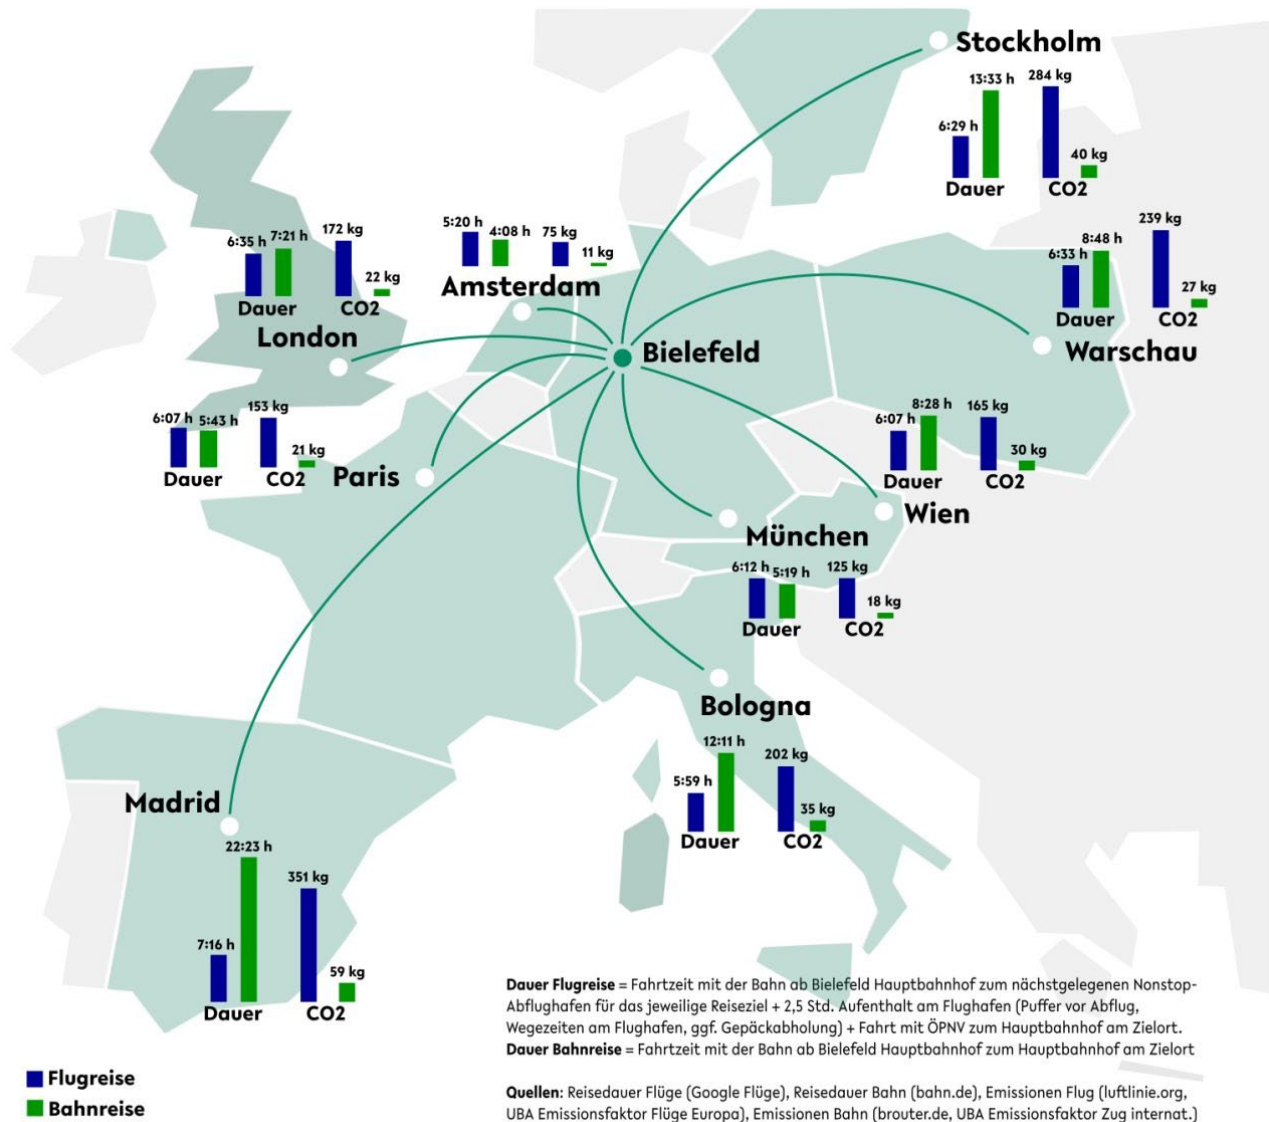 Stockholm
13:33 h 284 kg
6:29 h
40 kg
Dauer CO2
239 kg
8:48 h
6:33 h
27 kg
Dauer CO2
Warschau
5:20 h 4:08 h 75 kg
11 kg
Amsterdam
172 kg
6:35 h 7:21 h
22 kg
Dauer CO2
London
Bielefeld
153 kg
6:07 h 5:43 h
21 kg
Dauer CO2 Paris
8:28 h 165 kg
6:07 h
30 kg
Dauer CO2
Wien
München
6:12 h 5:19 h 125 kg
18 kg
Dauer CO2
Bologna
12:11 h
202 kg
5:59 h
35 kg
Dauer CO2
Madrid
22:23 h
351 kg
7:16 h
59 kg
Dauer CO2
Dauer Flugreise = Fahrtzeit mit der Bahn ab Bielefeld Hauptbahnhof zum nächstgelegenen Nonstop-
Abflughafen für das jeweilige Reiseziel + 2,5 Std. Aufenthalt am Flughafen (Puffer vor Abflug,
Wegezeiten am Flughafen, ggf. Gepäckabholung) + Fahrt mit ÖPNV zum Hauptbahnhof am Zielort.
Dauer Bahnreise = Fahrtzeit mit der Bahn ab Bielefeld Hauptbahnhof zum Hauptbahnhof am Zielort
Flugreise
Bahnreise
Quellen: Reisedauer Flüge (Google Flüge), Reisedauer Bahn (bahn.de), Emissionen Flug (luftlinie.org,
UBA Emissionsfaktor Flüge Europa), Emissionen Bahn (brouter.de, UBA Emissionsfaktor Zug internat.)